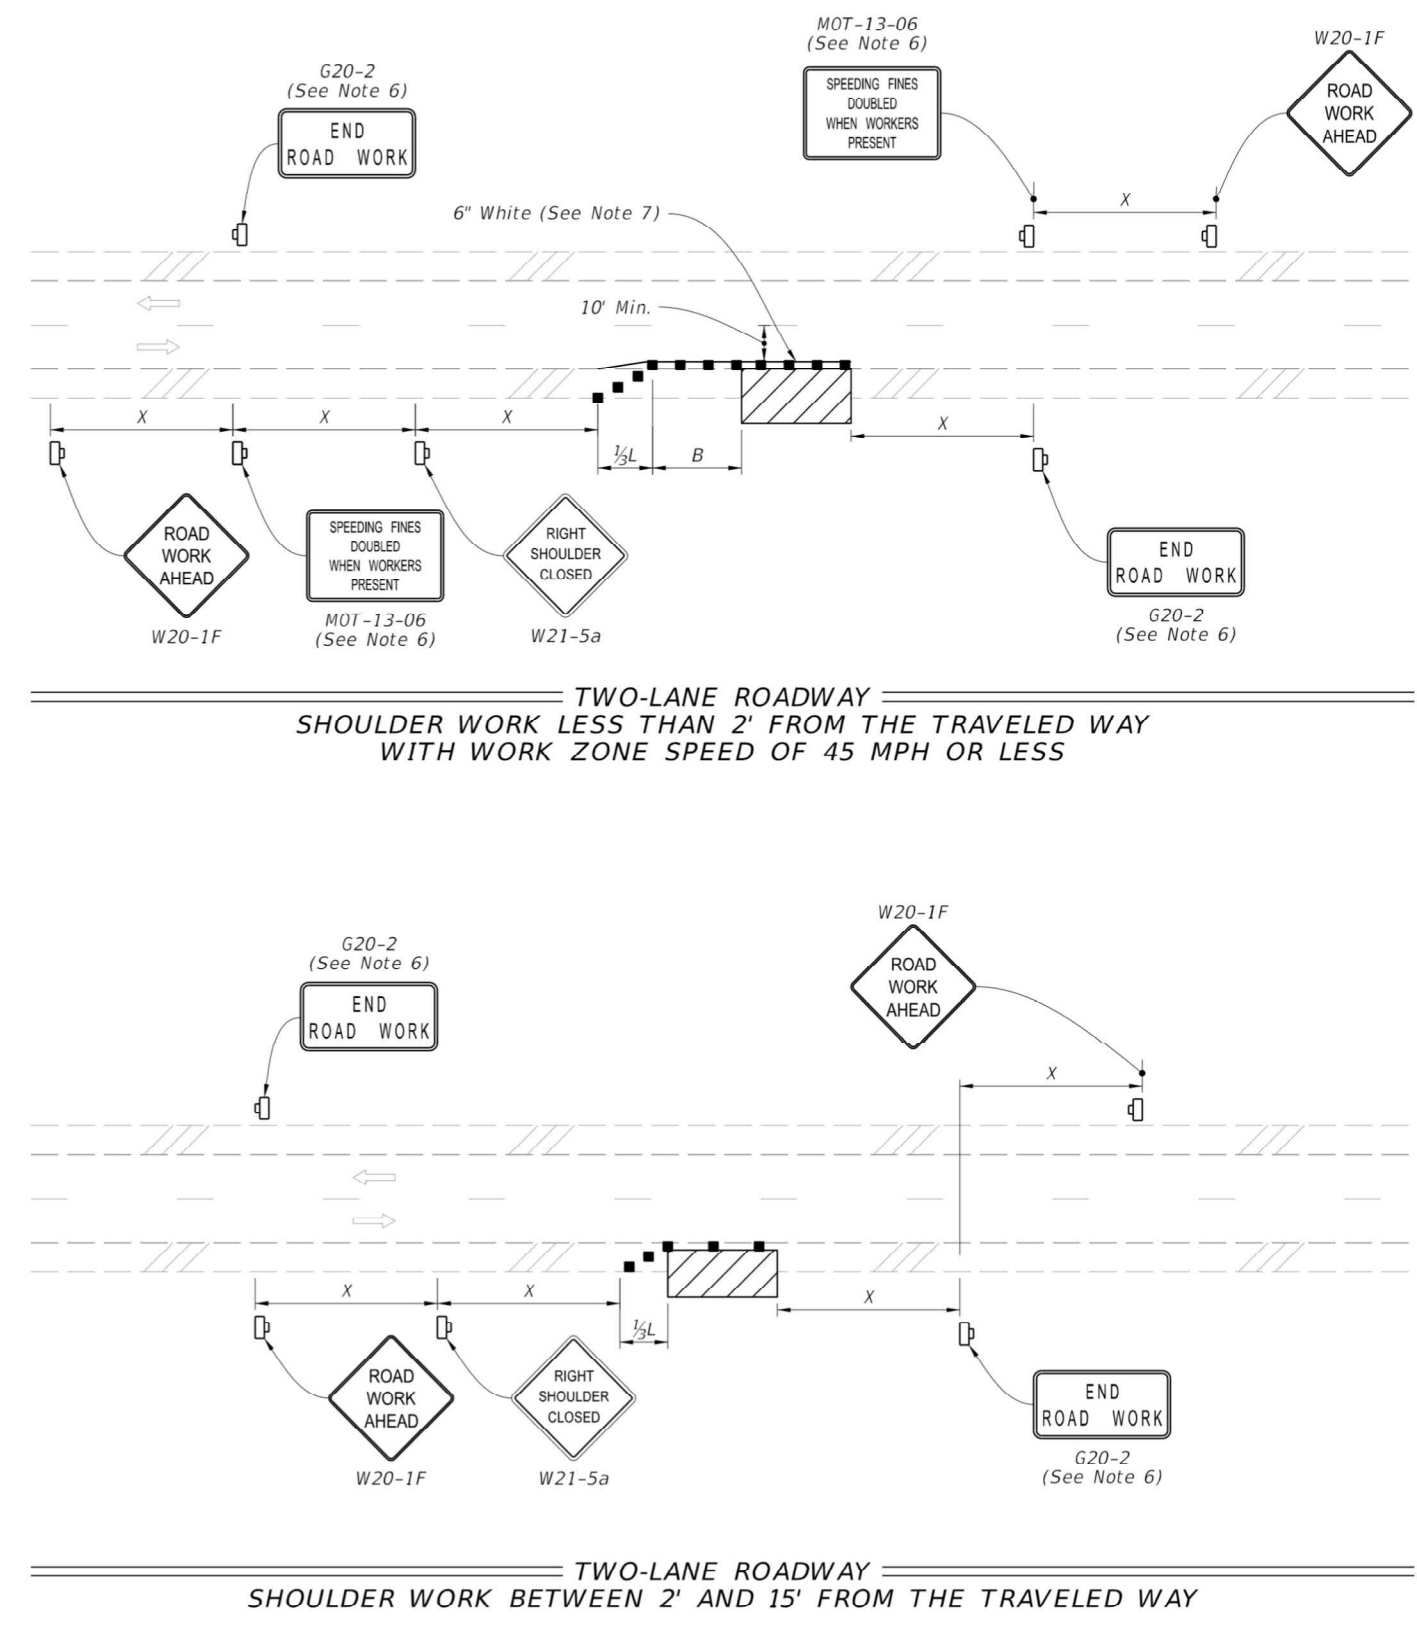 MOT-13-06
(See Note 6)
W20-1F
G20-2
(See Note 6)
SPEEDING FINES
DOUBLED
WHEN WORKERS
PRESENT
ROAD
WORK
AHEAD
END
ROAD WORK
X
6" White (See Note 7)
10' Min.
X
X
X
X
⅓L
B
ROAD
WORK
AHEAD
SPEEDING FINES
DOUBLED
WHEN WORKERS
PRESENT
RIGHT
SHOULDER
CLOSED
END
ROAD WORK
W20-1F
MOT-13-06
(See Note 6)
W21-5a
G20-2
(See Note 6)
TWO-LANE ROADWAY
SHOULDER WORK LESS THAN 2' FROM THE TRAVELED WAY
WITH WORK ZONE SPEED OF 45 MPH OR LESS
W20-1F
G20-2
(See Note 6)
ROAD
WORK
AHEAD
END
ROAD WORK
X
X
X
X
⅓L
ROAD
WORK
AHEAD
RIGHT
SHOULDER
CLOSED
END
ROAD WORK
W20-1F
W21-5a
G20-2
(See Note 6)
TWO-LANE ROADWAY
SHOULDER WORK BETWEEN 2' AND 15' FROM THE TRAVELED WAY